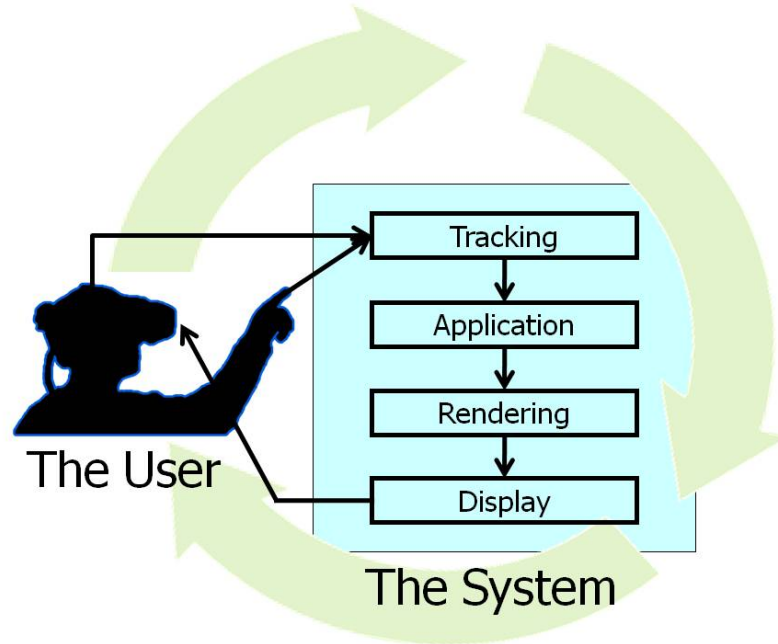 Tracking
Application
Rendering
Display
The User
The System